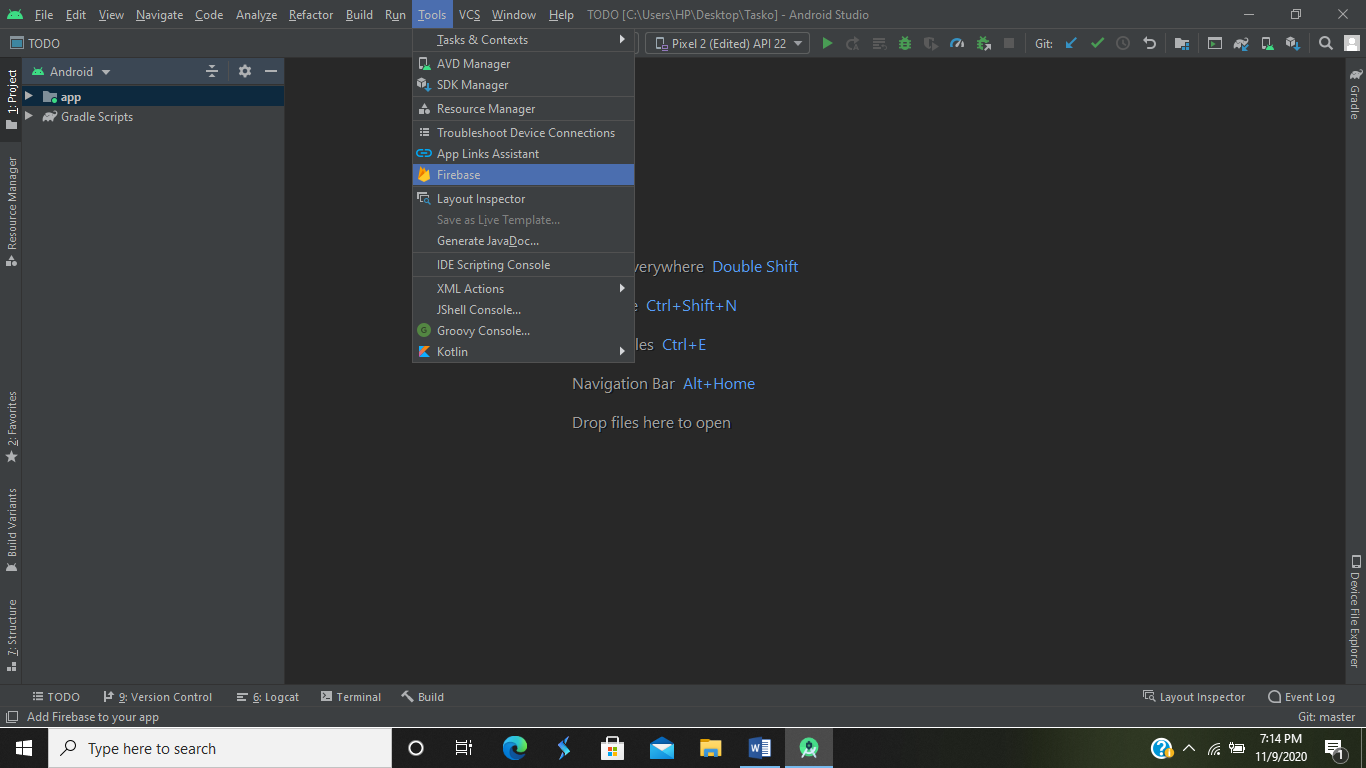 File Edit View Navigate Code Analyze Refactor Build Run Tools VCS Window Help TODO [C:\Users\HP\Desktop\Tasko] - Android Studio
TODO
Pixel 2 (Edited) API 22
Git:
Android
app
Gradle Scripts
1: Project
Resource Manager
2: Favorites
Build Variants
7: Structure
Tasks & Contexts
AVD Manager
SDK Manager
Resource Manager
Troubleshoot Device Connections
App Links Assistant
Firebase
Layout Inspector
Save as Live Template...
Generate JavaDoc...
IDE Scripting Console
XML Actions
JShell Console...
Groovy Console...
Kotlin
verywhere Double Shift
e Ctrl+Shift+N
les Ctrl+E
Navigation Bar Alt+Home
Drop files here to open
Gradle
Device File Explorer
TODO 9: Version Control 6: Logcat Terminal Build Layout Inspector Event Log
Add Firebase to your app Git: master
Type here to search
7:14 PM
11/9/2020
1